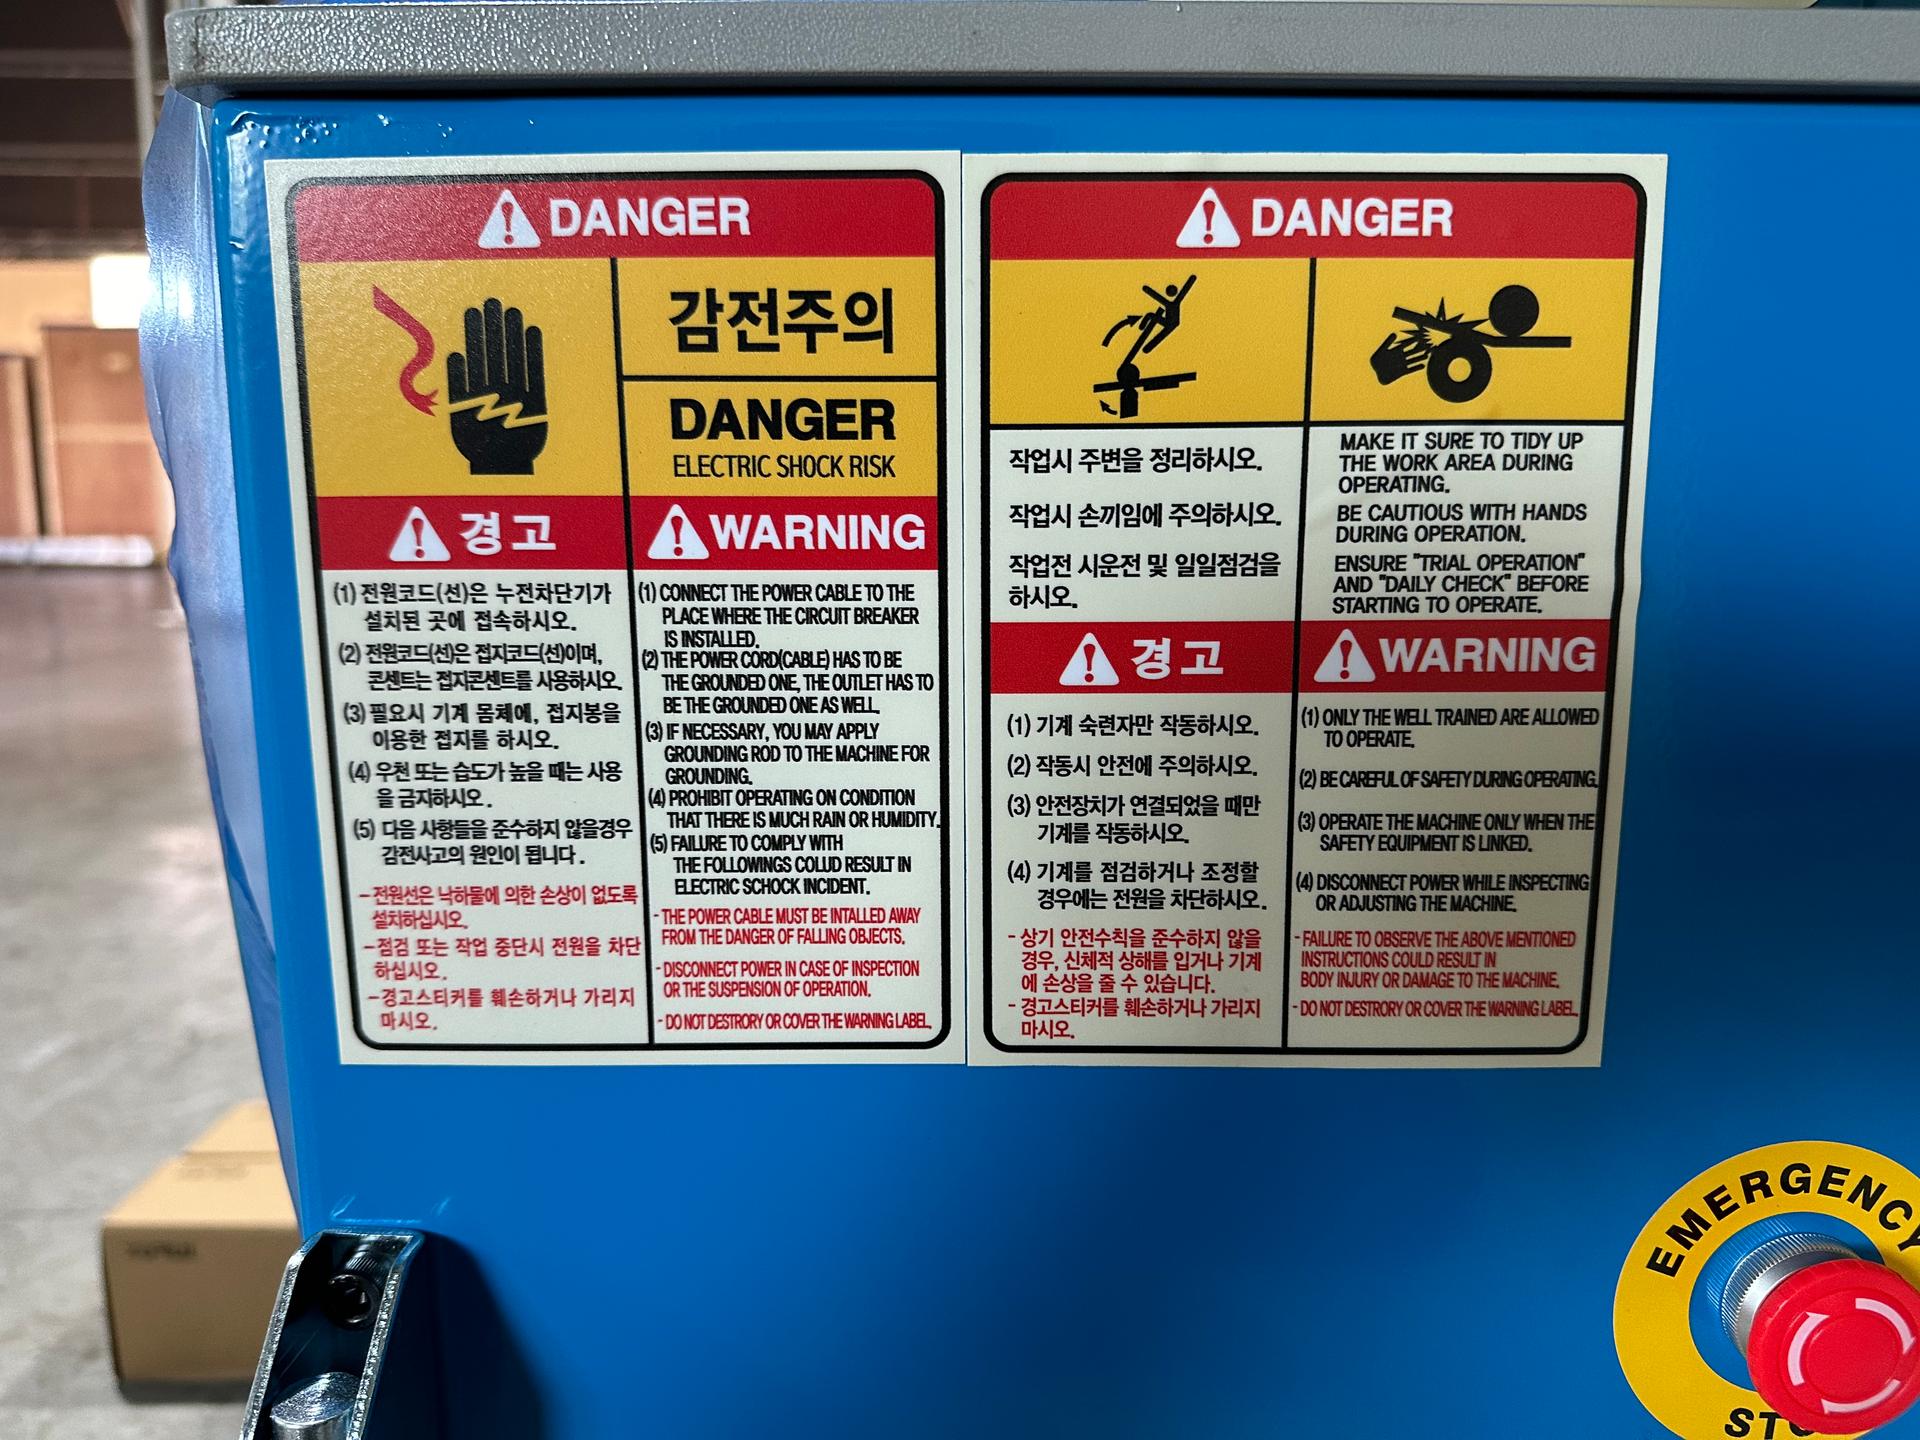 DANGER
감전주의
DANGER
ELECTRIC SHOCK RISK
경고
(1) 전원코드(선)은 누전차단기가
설치된 곳에 접속하시오.
(2) 전원코드(선)은 접지코드(선)이며,
콘센트는 접지콘센트를 사용하시오.
(3) 필요시 기계 몸체에, 접지봉을
이용한 접지를 하시오.
(4) 우천 또는 습도가 높을 때는 사용
을 금지하시오.
(5) 다음 사항들을 준수하지 않을경우
감전사고의 원인이 됩니다.
- 전원선은 낙하물에 의한 손상이 없도록
설치하십시오.
- 점검 또는 작업 중단시 전원을 차단
하십시오.
- 경고스티커를 훼손하거나 가리지
마시오.
WARNING
(1) CONNECT THE POWER CABLE TO THE
PLACE WHERE THE CIRCUIT BREAKER
IS INSTALLED.
(2) THE POWER CORD(CABLE) HAS TO BE
THE GROUNDED ONE, THE OUTLET HAS TO
BE THE GROUNDED ONE AS WELL.
(3) IF NECESSARY, YOU MAY APPLY
GROUNDING ROD TO THE MACHINE FOR
GROUNDING.
(4) PROHIBIT OPERATING ON CONDITION
THAT THERE IS MUCH RAIN OR HUMIDITY.
(5) FAILURE TO COMPLY WITH
THE FOLLOWINGS COLUD RESULT IN
ELECTRIC SCHOCK INCIDENT.
- THE POWER CABLE MUST BE INTALLED AWAY
FROM THE DANGER OF FALLING OBJECTS.
- DISCONNECT POWER IN CASE OF INSPECTION
OR THE SUSPENSION OF OPERATION.
- DO NOT DESTRORY OR COVER THE WARNING LABEL.
DANGER
작업시 주변을 정리하시오.
작업시 손끼임에 주의하시오.
작업전 시운전 및 일일점검을
하시오.
MAKE IT SURE TO TIDY UP
THE WORK AREA DURING
OPERATING.
BE CAUTIOUS WITH HANDS
DURING OPERATION.
ENSURE "TRIAL OPERATION"
AND "DAILY CHECK" BEFORE
STARTING TO OPERATE.
경고
(1) 기계 숙련자만 작동하시오.
(2) 작동시 안전에 주의하시오.
(3) 안전장치가 연결되었을 때만
기계를 작동하시오.
(4) 기계를 점검하거나 조정할
경우에는 전원을 차단하시오.
- 상기 안전수칙을 준수하지 않을
경우, 신체적 상해를 입거나 기계
에 손상을 줄 수 있습니다.
- 경고스티커를 훼손하거나 가리지
마시오.
WARNING
(1) ONLY THE WELL TRAINED ARE ALLOWED
TO OPERATE.
(2) BE CAREFUL OF SAFETY DURING OPERATING.
(3) OPERATE THE MACHINE ONLY WHEN THE
SAFETY EQUIPMENT IS LINKED.
(4) DISCONNECT POWER WHILE INSPECTING
OR ADJUSTING THE MACHINE.
- FAILURE TO OBSERVE THE ABOVE MENTIONED
INSTRUCTIONS COULD RESULT IN
BODY INJURY OR DAMAGE TO THE MACHINE.
- DO NOT DESTRORY OR COVER THE WARNING LABEL.
EMERGENCY